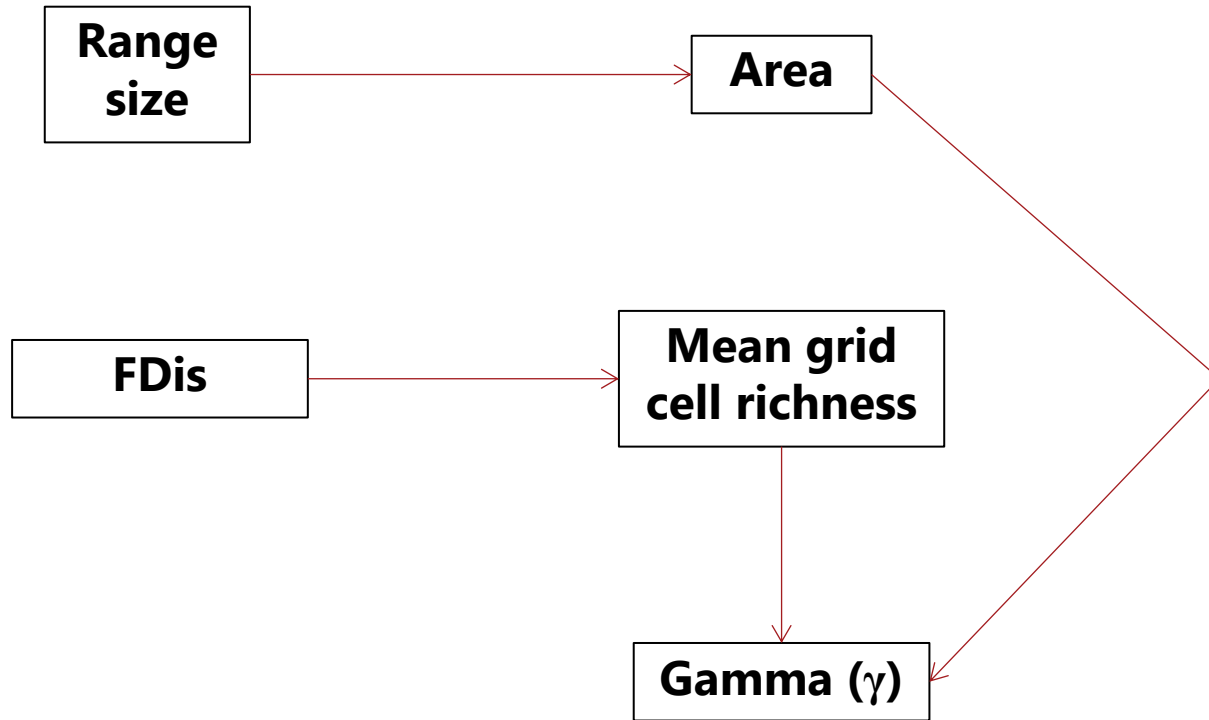 Range
size
Area
FDis
Mean grid
cell richness
Gamma (γ)